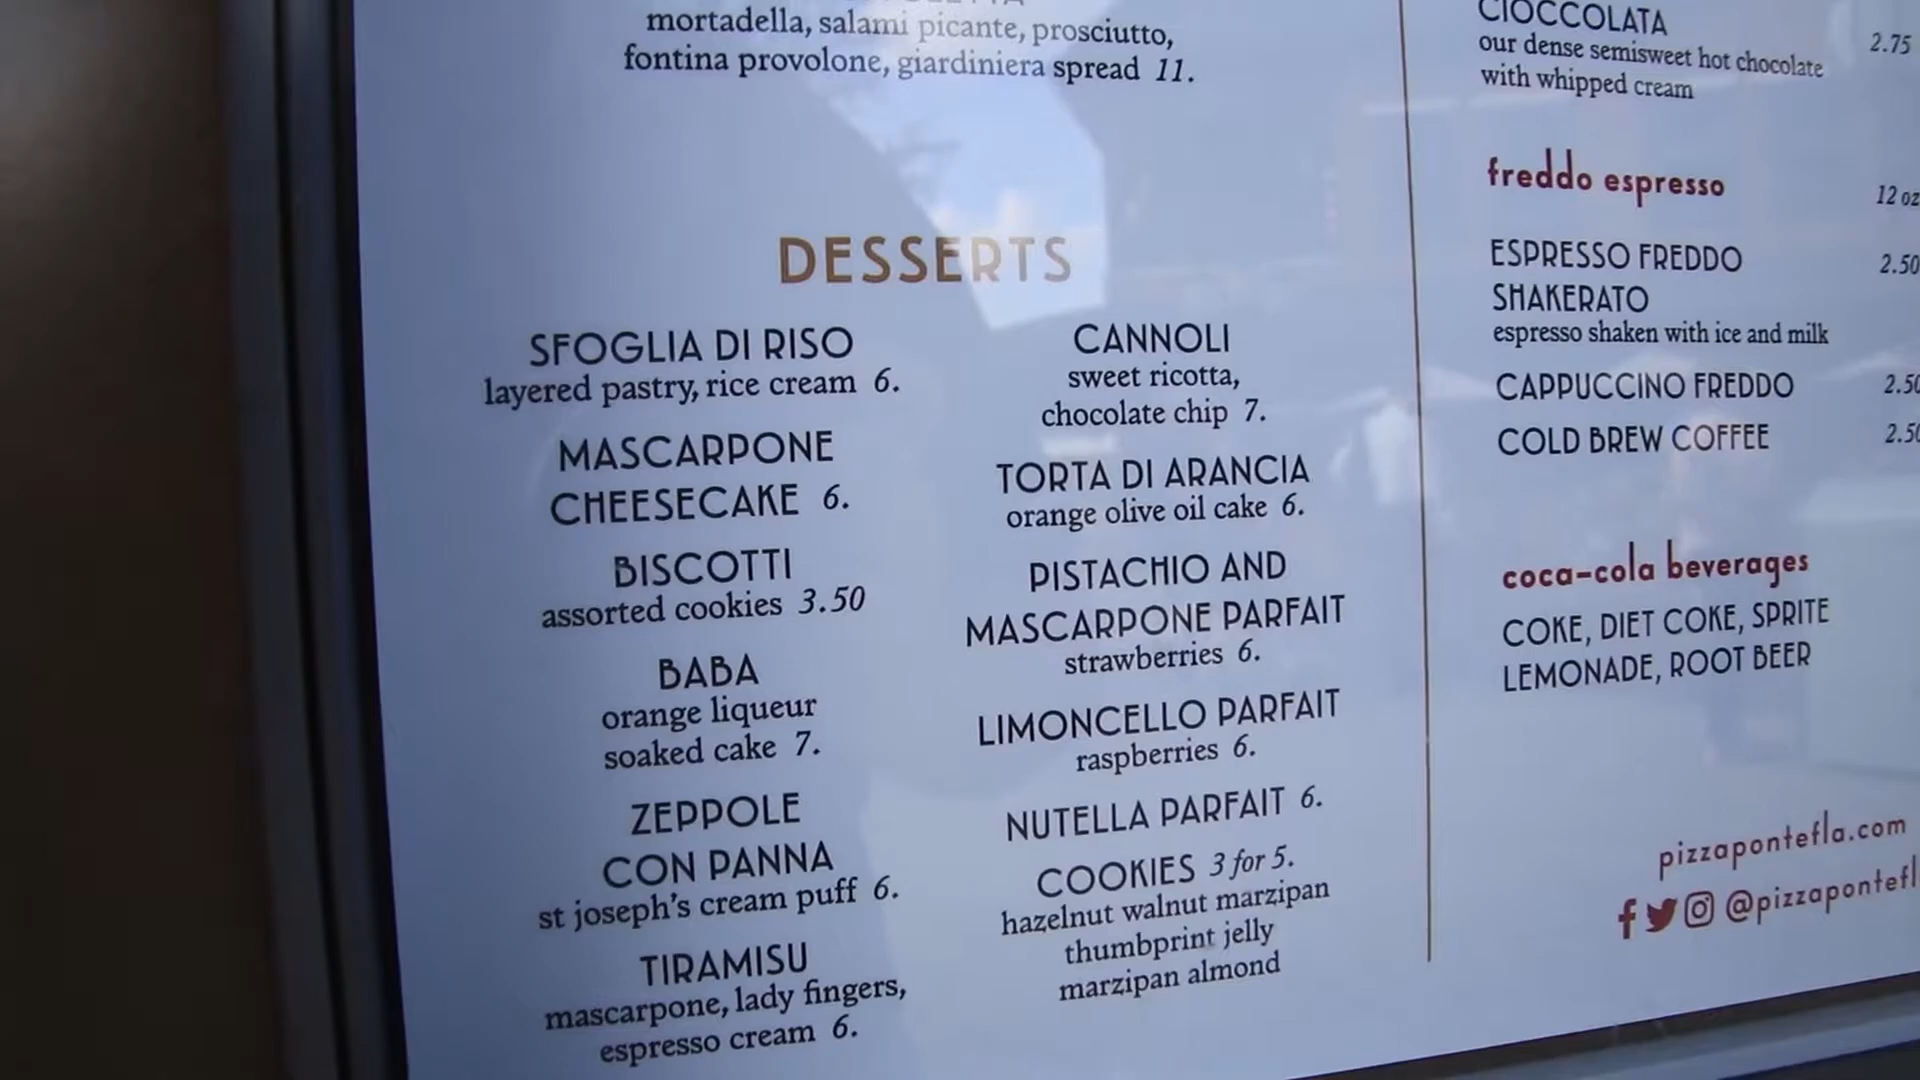 mortadella, salami picante, prosciutto,
fontina provolone, giardiniera spread 11.
DESSERTS
SFOGLIA DI RISO
layered pastry, rice cream 6.
MASCARPONE
CHEESECAKE 6.
BISCOTTI
assorted cookies 3.50
BABA
orange liqueur
soaked cake 7.
ZEPPOLE
CON PANNA
st joseph's cream puff 6.
TIRAMISU
mascarpone, lady fingers,
espresso cream 6.
CANNOLI
sweet ricotta,
chocolate chip 7.
TORTA DI ARANCIA
orange olive oil cake 6.
PISTACHIO AND
MASCARPONE PARFAIT
strawberries 6.
LIMONCELLO PARFAIT
raspberries 6.
NUTELLA PARFAIT 6.
COOKIES 3 for 5.
hazelnut walnut marzipan
thumbprint jelly
marzipan almond
CIOCCOLATA 2.75
our dense semisweet hot chocolate
with whipped cream
freddo espresso 12 oz
ESPRESSO FREDDO 2.50
SHAKERATO
espresso shaken with ice and milk
CAPPUCCINO FREDDO 2.50
COLD BREW COFFEE 2.50
coca-cola beverages
COKE, DIET COKE, SPRITE
LEMONADE, ROOT BEER
pizzapontefla.com
@pizzapontefl